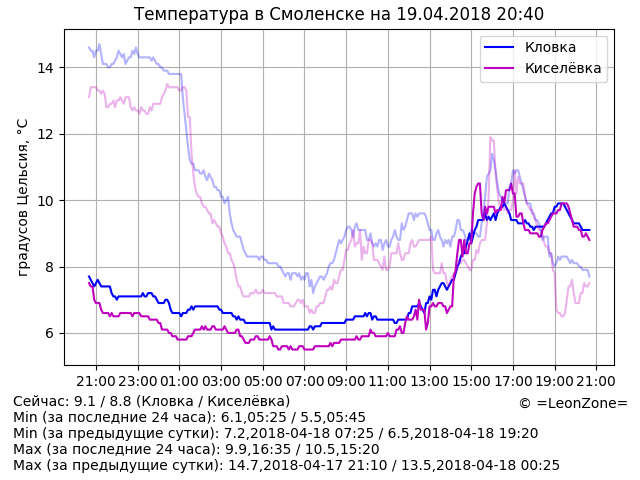 Температура в Смоленске на 19.04.2018 20:40
Кловка
Киселёвка
градусов Цельсия, °C
14
12
10
8
6
21:00 23:00 01:00 03:00 05:00 07:00 09:00 11:00 13:00 15:00 17:00 19:00 21:00
Сейчас: 9.1 / 8.8 (Кловка / Киселёвка)
© =LeonZone=
Min (за последние 24 часа): 6.1,05:25 / 5.5,05:45
Min (за предыдущие сутки): 7.2,2018-04-18 07:25 / 6.5,2018-04-18 19:20
Max (за последние 24 часа): 9.9,16:35 / 10.5,15:20
Max (за предыдущие сутки): 14.7,2018-04-17 21:10 / 13.5,2018-04-18 00:25